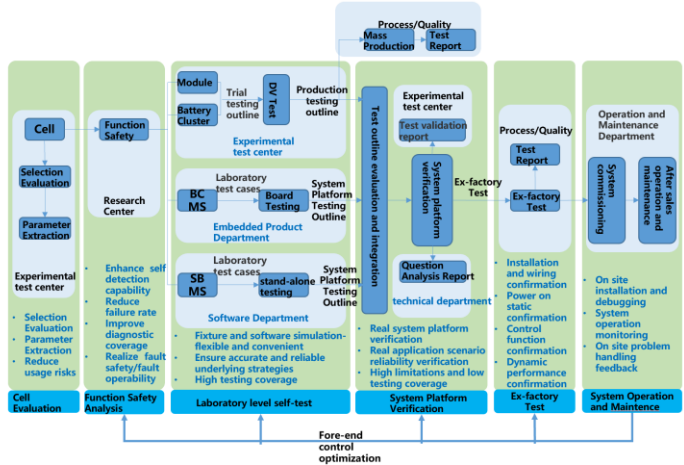 Process/Quality
Mass
Production
Test
Report
Cell
Selection
Evaluation
Parameter
Extraction
Experimental
test center
• Selection
Evaluation
• Parameter
Extraction
• Reduce
usage risks
Cell
Evaluation
Function
Safety
Research
Center
• Enhance self
detection
capability
• Reduce
failure rate
• Improve
diagnostic
coverage
• Realize fault
safety/fault
operability
Function Safety
Analysis
Module
Battery
Cluster
Trial
testing
outline
DV Test
Production
testing
outline
Experimental
test center
BC
MS
Laboratory
test cases
Board
Testing
System
Platform
Testing
Outline
Embedded Product
Department
SB
MS
Laboratory
test cases
stand-alone
testing
System
Platform
Testing
Outline
Software Department
• Fixture and software simulation-
flexible and convenient
• Ensure accurate and reliable
underlying strategies
• High testing coverage
Laboratory level self-test
Test outline evaluation and integration
Experimental
test center
Test validation
report
System platform
verification
Question
Analysis Report
technical department
• Real system platform
verification
• Real application scenario
reliability verification
• High limitations and low
testing coverage
System Platform
Verification
Ex-factory
Test
Process/Quality
Test
Report
Ex-factory
Test
• Installation
and wiring
confirmation
• Power on
static
confirmation
• Control
function
confirmation
• Dynamic
performance
confirmation
Ex-factory
Test
Operation and
Maintenance
Department
System
commissioning
After sales
operation and
maintenance
• On site
installation and
debugging
• System
operation
monitoring
• On site problem
handling
feedback
System Operation
and Maintence
Fore-end
control
optimization